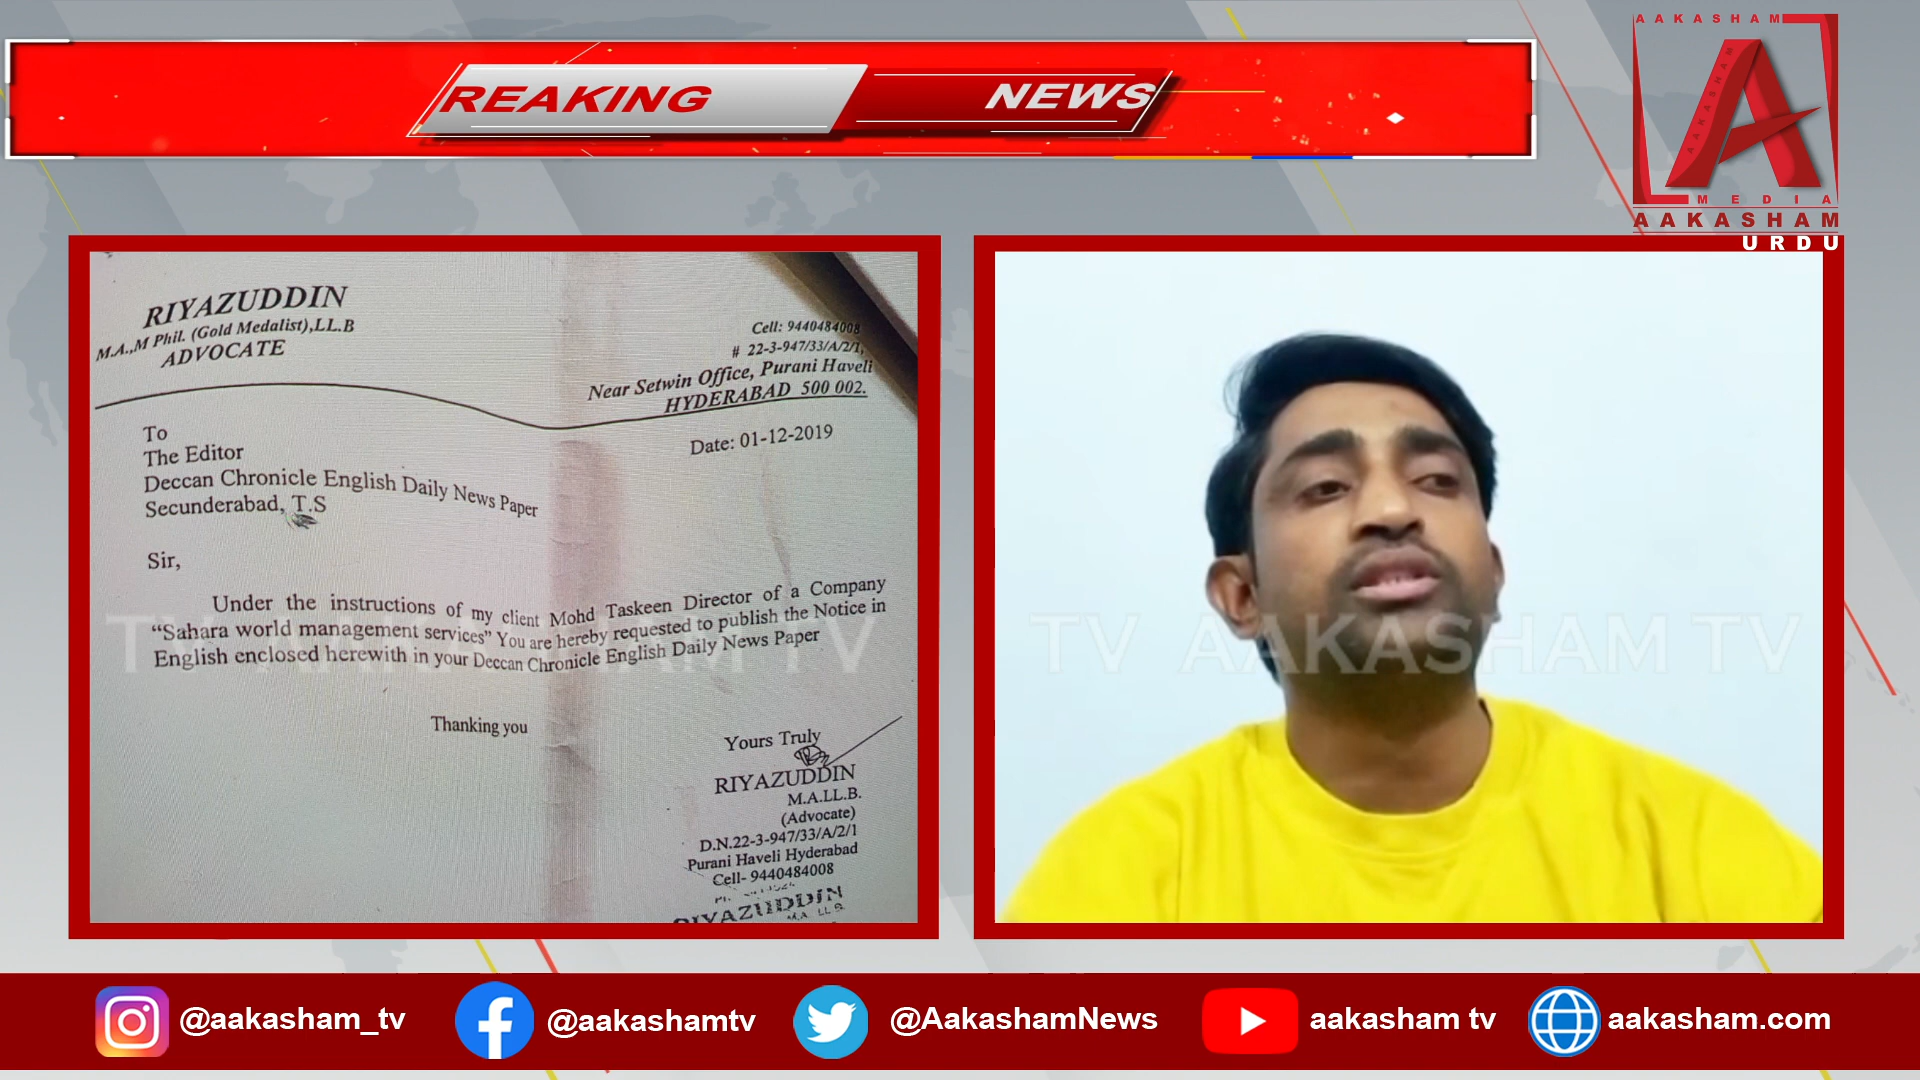 REAKING NEWS
AAKASHAM
AAKASHAM
MEDIA
AAKASHAM
URDU
RIYAZUDDIN
M.A.,M Phil. (Gold Medalist),LL.B
ADVOCATE
Cell: 9440484008
# 22-3-947/33/A/2/1,
Near Setwin Office, Purani Haveli
HYDERABAD 500 002.
Date: 01-12-2019
To
The Editor
Deccan Chronicle English Daily News Paper
Secunderabad, T.S
Sir,
Under the instructions of my client Mohd Taskeen Director of a Company
“Sahara world management services” You are hereby requested to publish the Notice in
English enclosed herewith in your Deccan Chronicle English Daily News Paper
Thanking you
Yours Truly
RIYAZUDDIN
M.A.LL.B.
(Advocate)
D.N.22-3-947/33/A/2/1
Purani Haveli Hyderabad
Cell- 9440484008
RIYAZUDDIN
M.A. LL.B.
TV AAKASHAM TV
TV AAKASHAM TV
@aakasham_tv
@aakashamtv
@AakashamNews
aakasham tv
aakasham.com